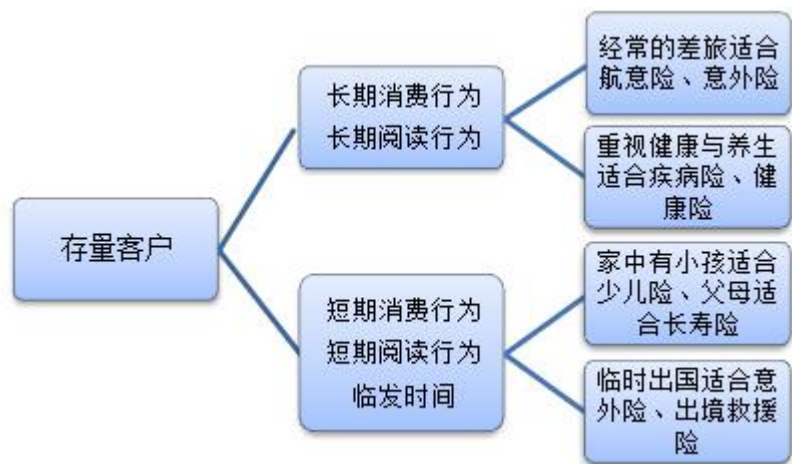 存量客户
长期消费行为
长期阅读行为
经常的差旅适合
航意险、意外险
重视健康与养生
适合疾病险、健
康险
短期消费行为
短期阅读行为
临发时间
家中有小孩适合
少儿险、父母适
合长寿险
临时出国适合意
外险、出境救援
险